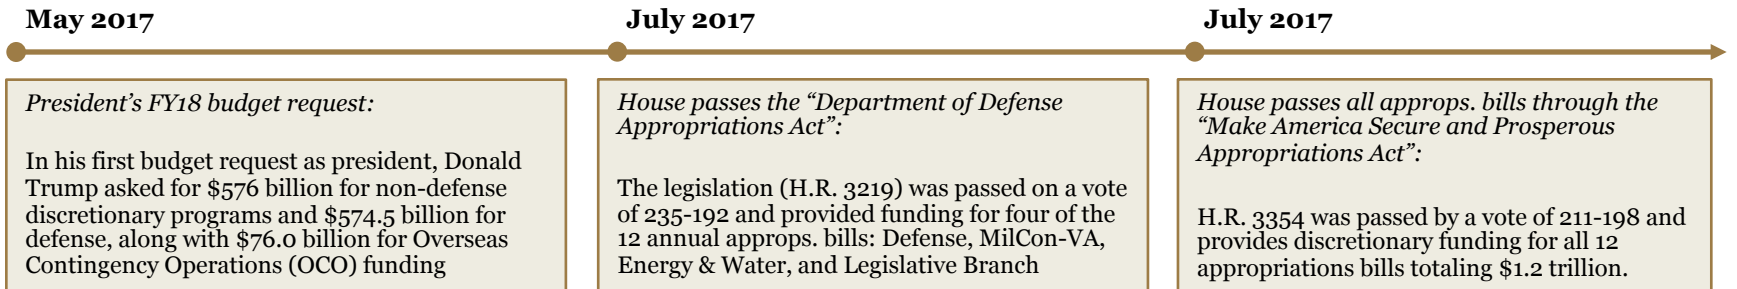 May 2017
July 2017
July 2017
President’s FY18 budget request:
In his first budget request as president, Donald
Trump asked for $576 billion for non-defense
discretionary programs and $574.5 billion for
defense, along with $76.0 billion for Overseas
Contingency Operations (OCO) funding
House passes the “Department of Defense
Appropriations Act”:
The legislation (H.R. 3219) was passed on a vote
of 235-192 and provided funding for four of the
12 annual approps. bills: Defense, MilCon-VA,
Energy & Water, and Legislative Branch
House passes all approps. bills through the
“Make America Secure and Prosperous
Appropriations Act”:
H.R. 3354 was passed by a vote of 211-198 and
provides discretionary funding for all 12
appropriations bills totaling $1.2 trillion.